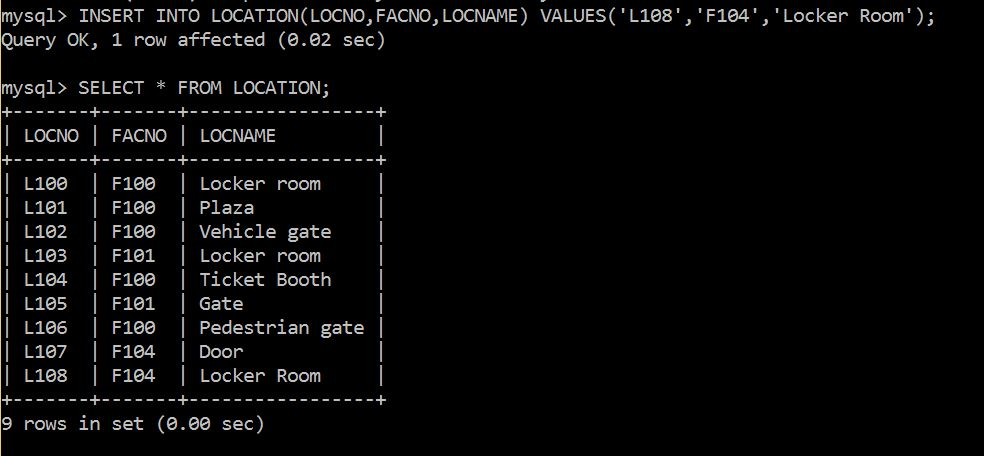 mysql> INSERT INTO LOCATION(LOCNO,FACNO,LOCNAME) VALUES('L108','F104','Locker Room');
Query OK, 1 row affected (0.02 sec)
mysql> SELECT * FROM LOCATION;
+-------+-------+-----------------+
| LOCNO | FACNO | LOCNAME         |
+-------+-------+-----------------+
| L100  | F100  | Locker room     |
| L101  | F100  | Plaza           |
| L102  | F100  | Vehicle gate    |
| L103  | F101  | Locker room     |
| L104  | F100  | Ticket Booth    |
| L105  | F101  | Gate            |
| L106  | F100  | Pedestrian gate |
| L107  | F104  | Door            |
| L108  | F104  | Locker Room     |
+-------+-------+-----------------+
9 rows in set (0.00 sec)